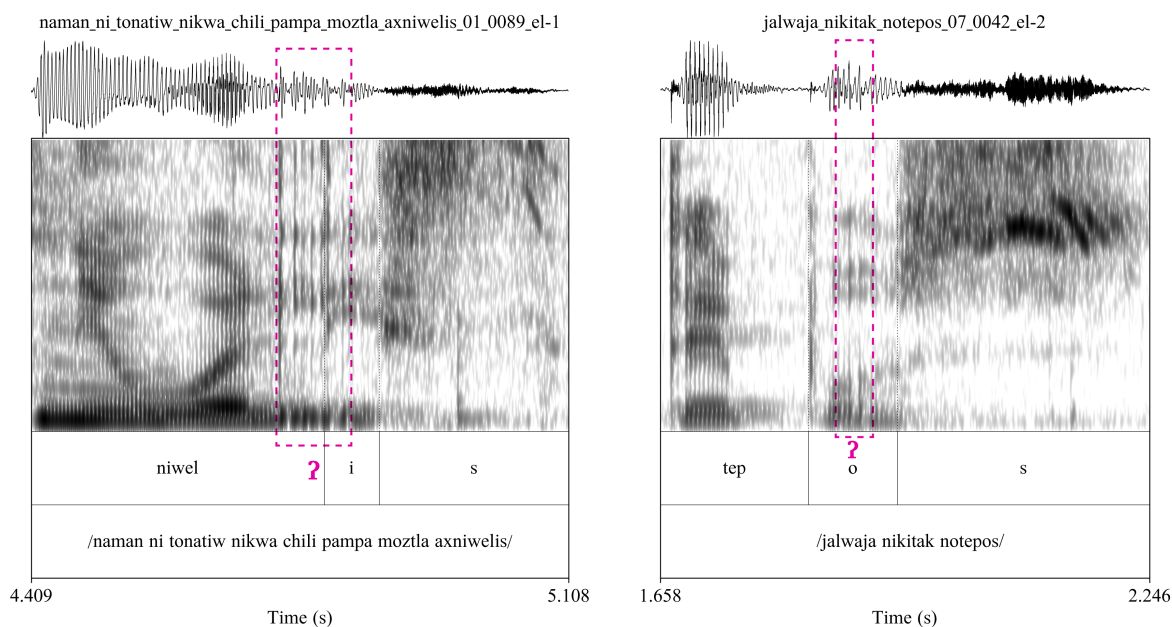 naman_ni_tonatiw_nikwa_chili_pampa_moztla_axniwelis_01_0089_el-1
niwel ʔ i s
/naman ni tonatiw nikwa chili pampa moztla axniwelis/
4.409 5.108
Time (s)
jalwaja_nikitak_notepos_07_0042_el-2
ʔ
tep o s
/jalwaja nikitak notepos/
1.658 2.246
Time (s)